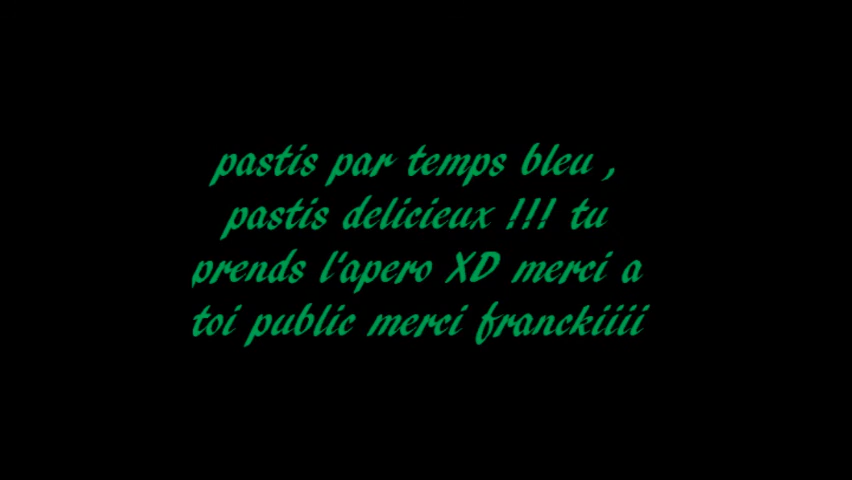 pastis par temps bleu ,
pastis delicieux !!! tu
prends l'apero XD merci a
toi public merci franckiiii